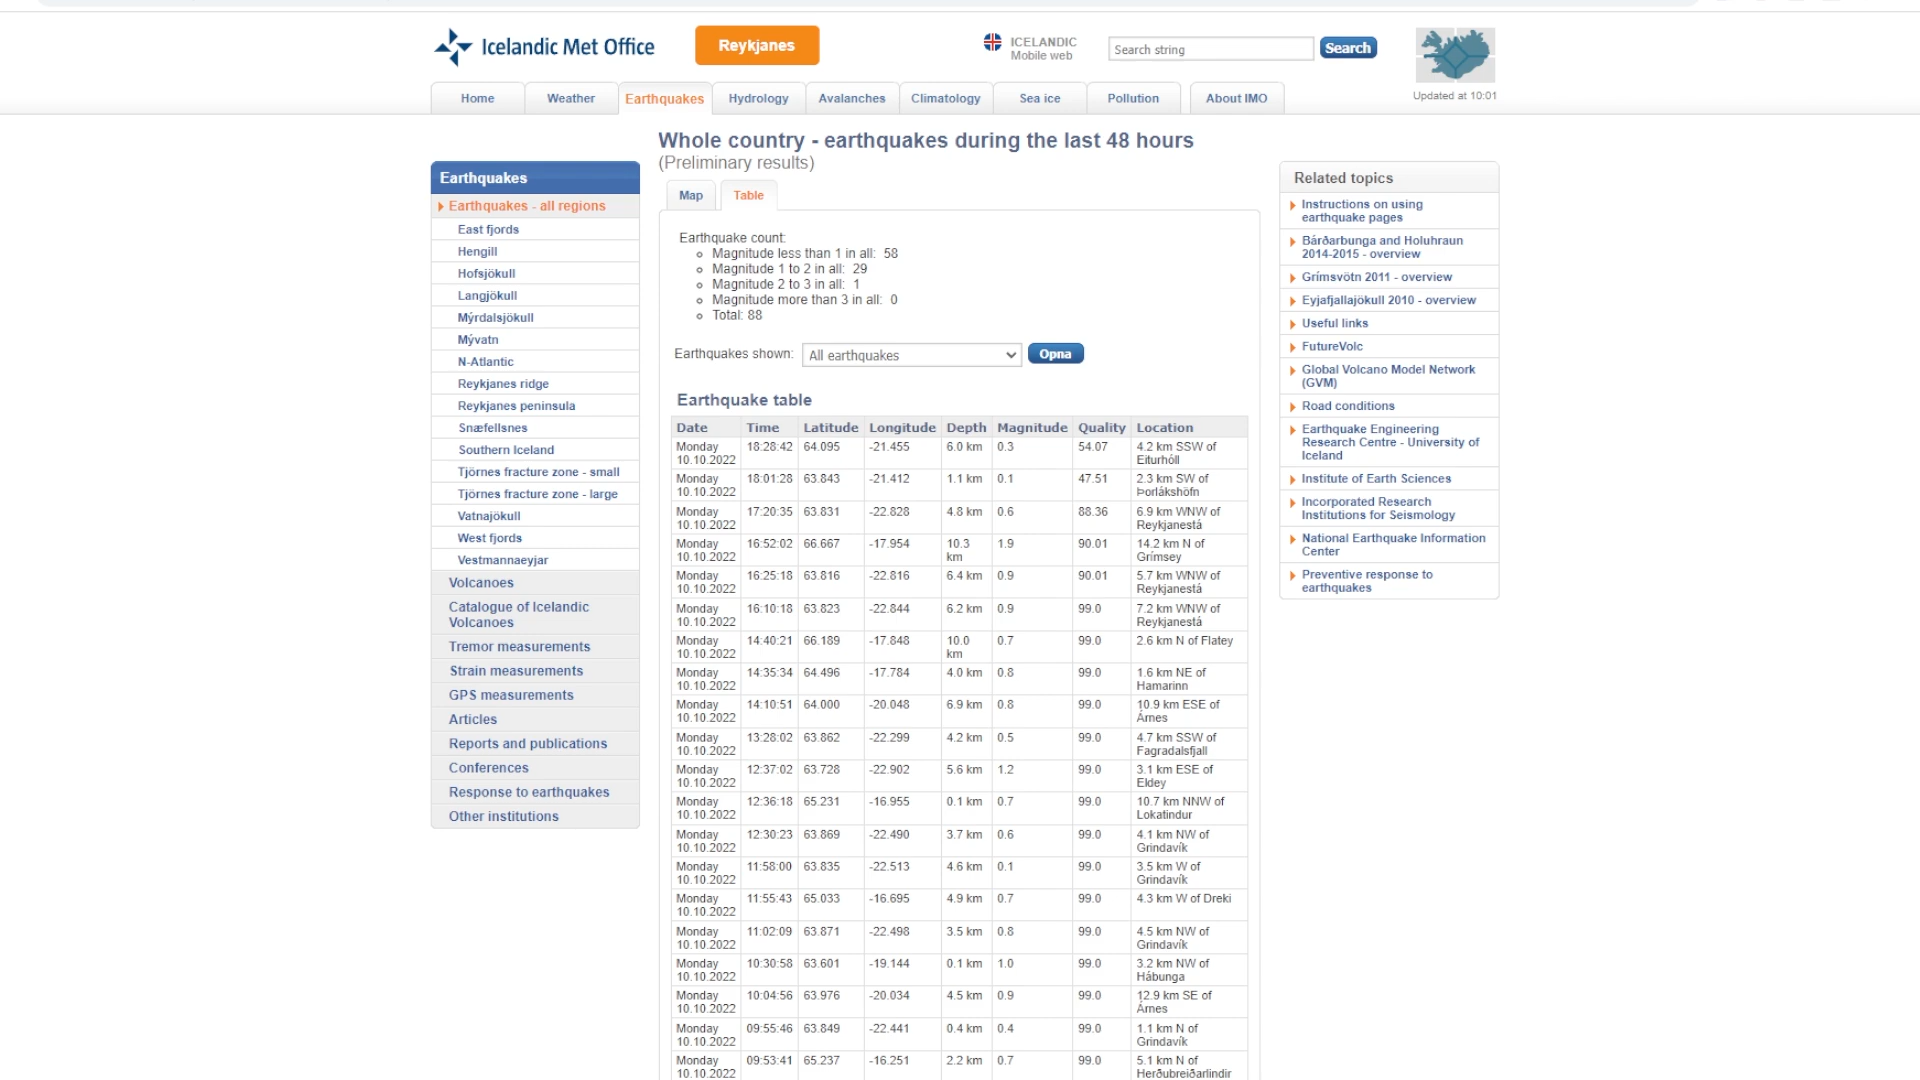 Icelandic Met Office
Reykjanes
ICELANDIC
Mobile web
Search string
Search
Updated at 10:01
Home
Weather
Earthquakes
Hydrology
Avalanches
Climatology
Sea ice
Pollution
About IMO
Whole country - earthquakes during the last 48 hours
(Preliminary results)
Earthquakes
Earthquakes - all regions
East fjords
Hengill
Hofsjökull
Langjökull
Mýrdalsjökull
Mývatn
N-Atlantic
Reykjanes ridge
Reykjanes peninsula
Snæfellsnes
Southern Iceland
Tjörnes fracture zone - small
Tjörnes fracture zone - large
Vatnajökull
West fjords
Vestmannaeyjar
Volcanoes
Catalogue of Icelandic
Volcanoes
Tremor measurements
Strain measurements
GPS measurements
Articles
Reports and publications
Conferences
Response to earthquakes
Other institutions
Map
Table
Earthquake count:
Magnitude less than 1 in all: 58
Magnitude 1 to 2 in all: 29
Magnitude 2 to 3 in all: 1
Magnitude more than 3 in all: 0
Total: 88
Earthquakes shown: All earthquakes Opna
Earthquake table
Date Time Latitude Longitude Depth Magnitude Quality Location
Monday 18:28:42 64.095 -21.455 6.0 km 0.3 54.07 4.2 km SSW of
10.10.2022 Eiturhóll
Monday 18:01:28 63.843 -21.412 1.1 km 0.1 47.51 2.3 km SW of
10.10.2022 Þorlákshöfn
Monday 17:20:35 63.831 -22.828 4.8 km 0.6 88.36 6.9 km WNW of
10.10.2022 Reykjanestá
Monday 16:52:02 66.667 -17.954 10.3 1.9 90.01 14.2 km N of
10.10.2022 km Grímsey
Monday 16:25:18 63.816 -22.816 6.4 km 0.9 90.01 5.7 km WNW of
10.10.2022 Reykjanestá
Monday 16:10:18 63.823 -22.844 6.2 km 0.9 99.0 7.2 km WNW of
10.10.2022 Reykjanestá
Monday 14:40:21 66.189 -17.848 10.0 0.7 99.0 2.6 km N of Flatey
10.10.2022 km
Monday 14:35:34 64.496 -17.784 4.0 km 0.8 99.0 1.6 km NE of
10.10.2022 Hamarinn
Monday 14:10:51 64.000 -20.048 6.9 km 0.8 99.0 10.9 km ESE of
10.10.2022 Árnes
Monday 13:28:02 63.862 -22.299 4.2 km 0.5 99.0 4.7 km SSW of
10.10.2022 Fagradalsfjall
Monday 12:37:02 63.728 -22.902 5.6 km 1.2 99.0 3.1 km ESE of
10.10.2022 Eldey
Monday 12:36:18 65.231 -16.955 0.1 km 0.7 99.0 10.7 km NNW of
10.10.2022 Lokatindur
Monday 12:30:23 63.869 -22.490 3.7 km 0.6 99.0 4.1 km NW of
10.10.2022 Grindavík
Monday 11:58:00 63.835 -22.513 4.6 km 0.1 99.0 3.5 km W of
10.10.2022 Grindavík
Monday 11:55:43 65.033 -16.695 4.9 km 0.7 99.0 4.3 km W of Dreki
10.10.2022
Monday 11:02:09 63.871 -22.498 3.5 km 0.8 99.0 4.5 km NW of
10.10.2022 Grindavík
Monday 10:30:58 63.601 -19.144 0.1 km 1.0 99.0 3.2 km NW of
10.10.2022 Hábunga
Monday 10:04:56 63.976 -20.034 4.5 km 0.9 99.0 12.9 km SE of
10.10.2022 Árnes
Monday 09:55:46 63.849 -22.441 0.4 km 0.4 99.0 1.1 km N of
10.10.2022 Grindavík
Monday 09:53:41 65.237 -16.251 2.2 km 0.7 99.0 5.1 km N of
10.10.2022 Herðubreiðarlindir
Related topics
Instructions on using
earthquake pages
Bárðarbunga and Holuhraun
2014-2015 - overview
Grímsvötn 2011 - overview
Eyjafjallajökull 2010 - overview
Useful links
FutureVolc
Global Volcano Model Network
(GVM)
Road conditions
Earthquake Engineering
Research Centre - University of
Iceland
Institute of Earth Sciences
Incorporated Research
Institutions for Seismology
National Earthquake Information
Center
Preventive response to
earthquakes